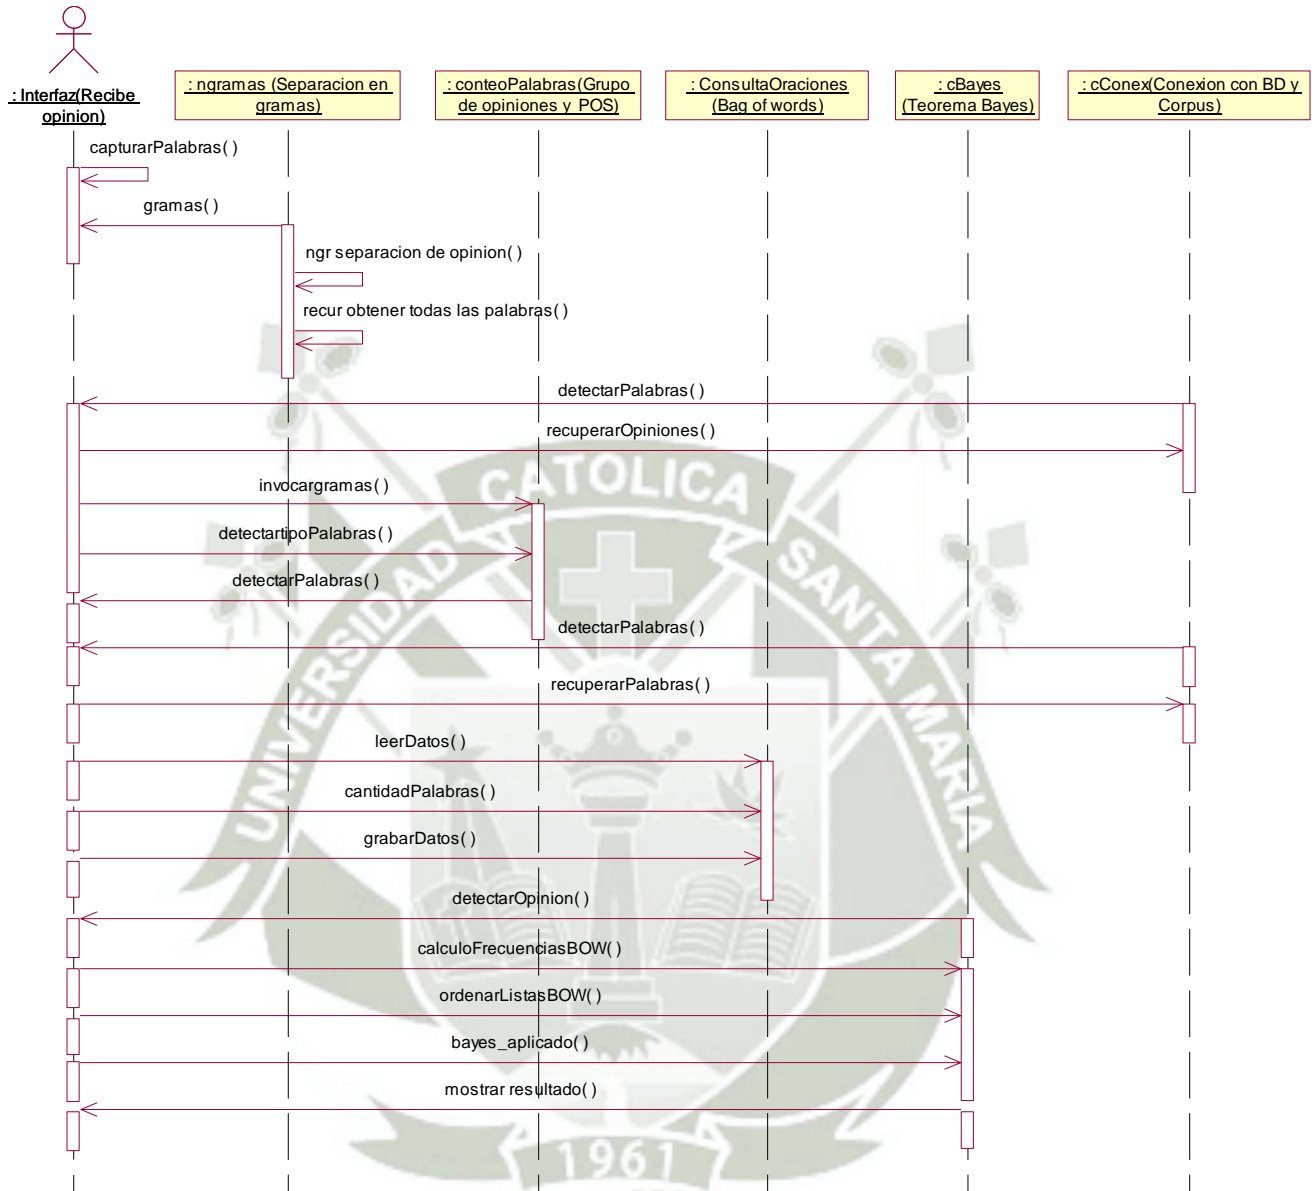 : Interfaz(Recibe
opinion)
: ngramas (Separacion en
gramas)
: conteoPalabras(Grupo
de opiniones y POS)
: ConsultaOraciones
(Bag of words)
: cBayes
(Teorema Bayes)
: cConex(Conexion con BD y
Corpus)
capturarPalabras( )
gramas( )
ngr separacion de opinion( )
recur obtener todas las palabras( )
detectarPalabras( )
recuperarOpiniones( )
invocargramas( )
detectartipoPalabras( )
detectarPalabras( )
detectarPalabras( )
recuperarPalabras( )
leerDatos( )
cantidadPalabras( )
grabarDatos( )
detectarOpinion( )
calculoFrecuenciasBOW( )
ordenarListasBOW( )
bayes_aplicado( )
mostrar resultado( )
UNIVERSIDAD CATOLICA SANTA MARIA
1961